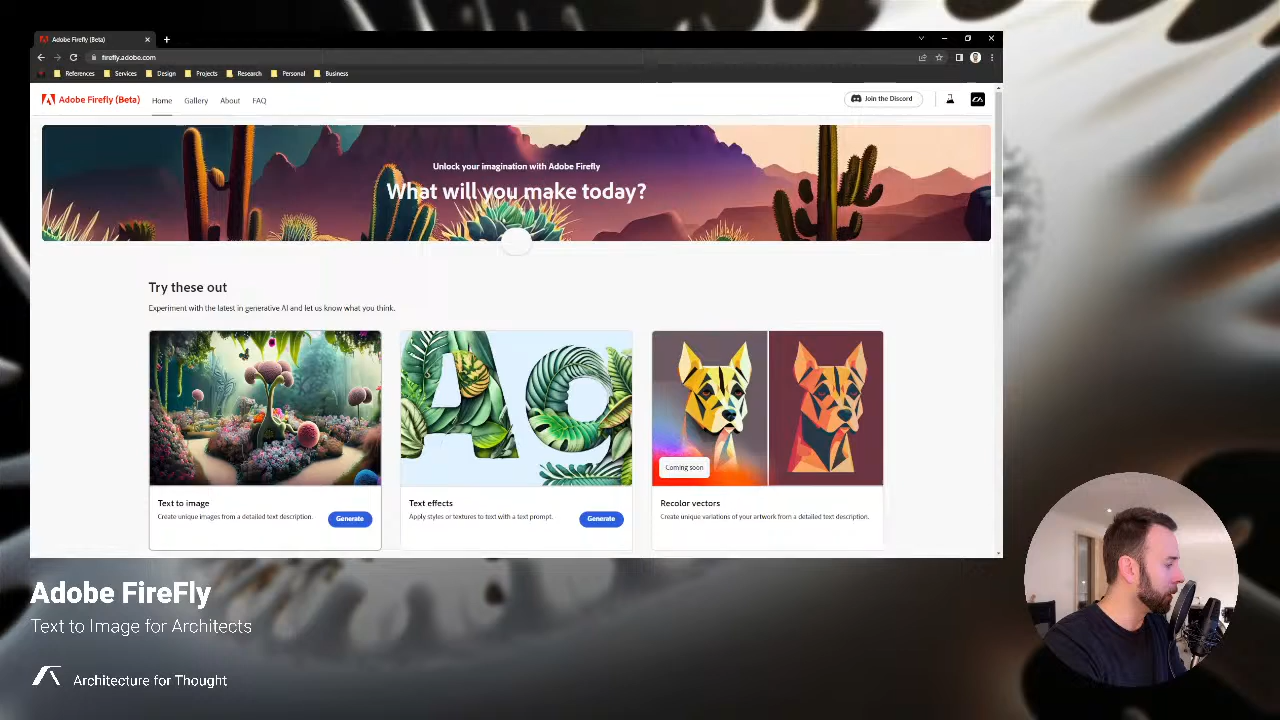 Adobe Firefly (Beta)
firefly.adobe.com
References Services Design Projects Research Personal Business
Adobe Firefly (Beta) Home Gallery About FAQ Join the Discord
Unlock your imagination with Adobe Firefly
What will you make today?
Try these out
Experiment with the latest in generative AI and let us know what you think.
Ag
Coming soon
Text to image
Create unique images from a detailed text description.
Generate
Text effects
Apply styles or textures to text with a text prompt.
Generate
Recolor vectors
Create unique variations of your artwork from a detailed text description.
Adobe FireFly
Text to Image for Architects
Architecture for Thought